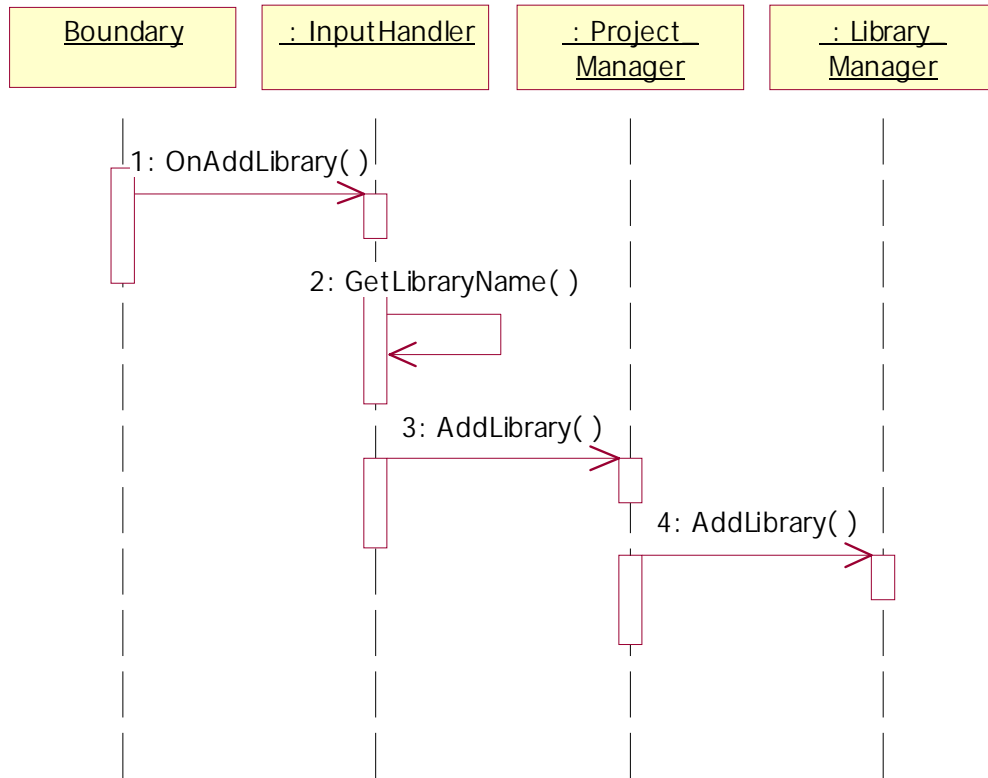 Boundary
: InputHandler
: Project_
Manager
: Library_
Manager
1: OnAddLibrary( )
2: GetLibraryName( )
3: AddLibrary( )
4: AddLibrary( )